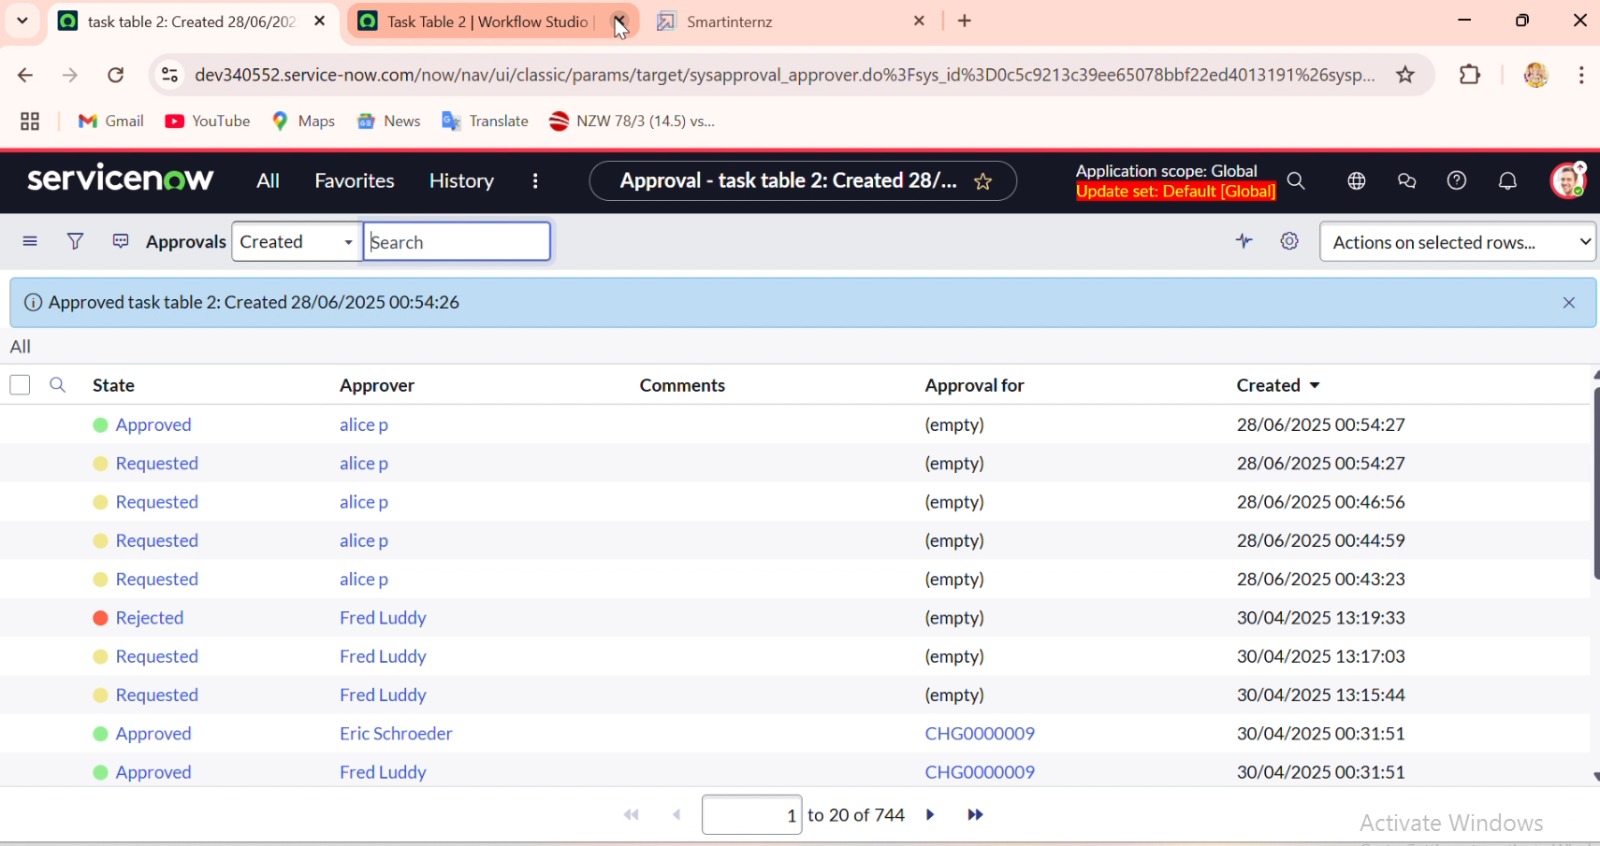 task table 2: Created 28/06/202
Task Table 2 | Workflow Studio |
Smartinternz
dev340552.service-now.com/now/nav/ui/classic/params/target/sysapproval_approver.do%3Fsys_id%3D0c5c9213c39ee65078bbf22ed4013191%26sysp...
Gmail YouTube Maps News Translate NZW 78/3 (14.5) vs...
servicenow All Favorites History Approval - task table 2: Created 28/... Application scope: Global
Update set: Default [Global]
Approvals Created Search Actions on selected rows...
Approved task table 2: Created 28/06/2025 00:54:26
All
State Approver Comments Approval for Created
Approved alice p (empty) 28/06/2025 00:54:27
Requested alice p (empty) 28/06/2025 00:54:27
Requested alice p (empty) 28/06/2025 00:46:56
Requested alice p (empty) 28/06/2025 00:44:59
Requested alice p (empty) 28/06/2025 00:43:23
Rejected Fred Luddy (empty) 30/04/2025 13:19:33
Requested Fred Luddy (empty) 30/04/2025 13:17:03
Requested Fred Luddy (empty) 30/04/2025 13:15:44
Approved Eric Schroeder CHG0000009 30/04/2025 00:31:51
Approved Fred Luddy CHG0000009 30/04/2025 00:31:51
1 to 20 of 744
Activate Windows